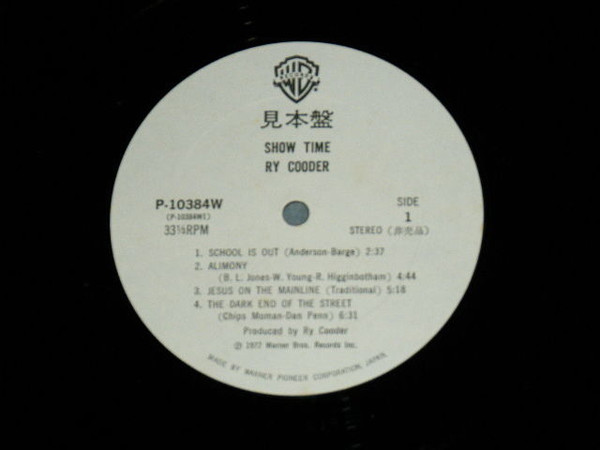 RECORDS
見本盤
SHOW TIME
RY COODER
P-10384W
(P-10384W1)
33⅓RPM
SIDE
1
STEREO (非売品)
1. SCHOOL IS OUT (Anderson-Barge) 2:37
2. ALIMONY
(B. L. Jones-W. Young-R. Higginbotham) 4:44
3. JESUS ON THE MAINLINE (Traditional) 5:18
4. THE DARK END OF THE STREET
(Chips Moman-Dan Penn) 6:31
Produced by Ry Cooder
Ⓟ 1977 Warner Bros. Records Inc.
MADE BY WARNER PIONEER CORPORATION, JAPAN.